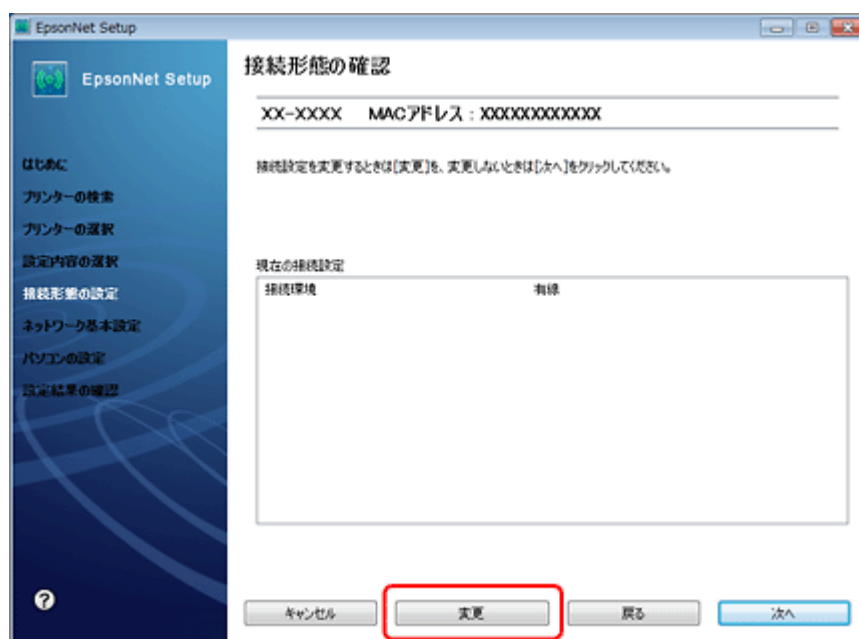 EpsonNet Setup
EpsonNet Setup
はじめに
プリンターの検索
プリンターの選択
設定内容の選択
接続形態の設定
ネットワーク基本設定
パソコンの設定
設定結果の確認
接続形態の確認
XX-XXXX MACアドレス：XXXXXXXXXXXX
接続設定を変更するときは[変更]を、変更しないときは[次へ]をクリックしてください。
現在の接続設定
接続環境 有線
?
キャンセル 変更 戻る 次へ